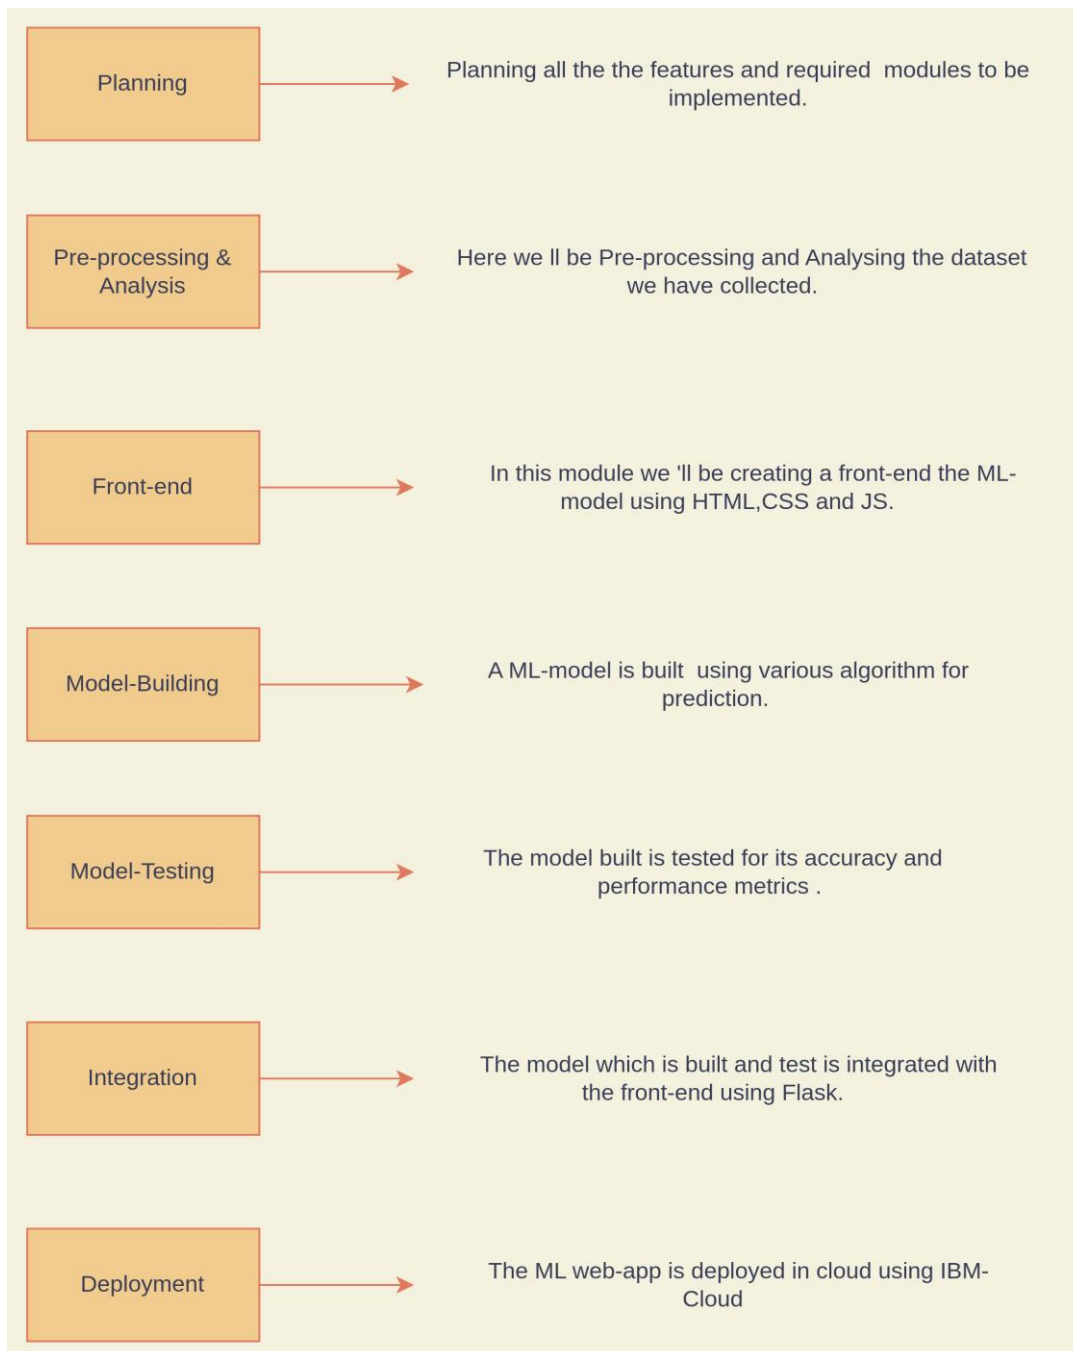 Planning
Planning all the the features and required  modules to be
implemented.
Pre-processing &
Analysis
Here we ll be Pre-processing and Analysing the dataset
we have collected.
Front-end
In this module we 'll be creating a front-end the ML-
model using HTML,CSS and JS.
Model-Building
A ML-model is built  using various algorithm for
prediction.
Model-Testing
The model built is tested for its accuracy and
performance metrics .
Integration
The model which is built and test is integrated with
the front-end using Flask.
Deployment
The ML web-app is deployed in cloud using IBM-
Cloud